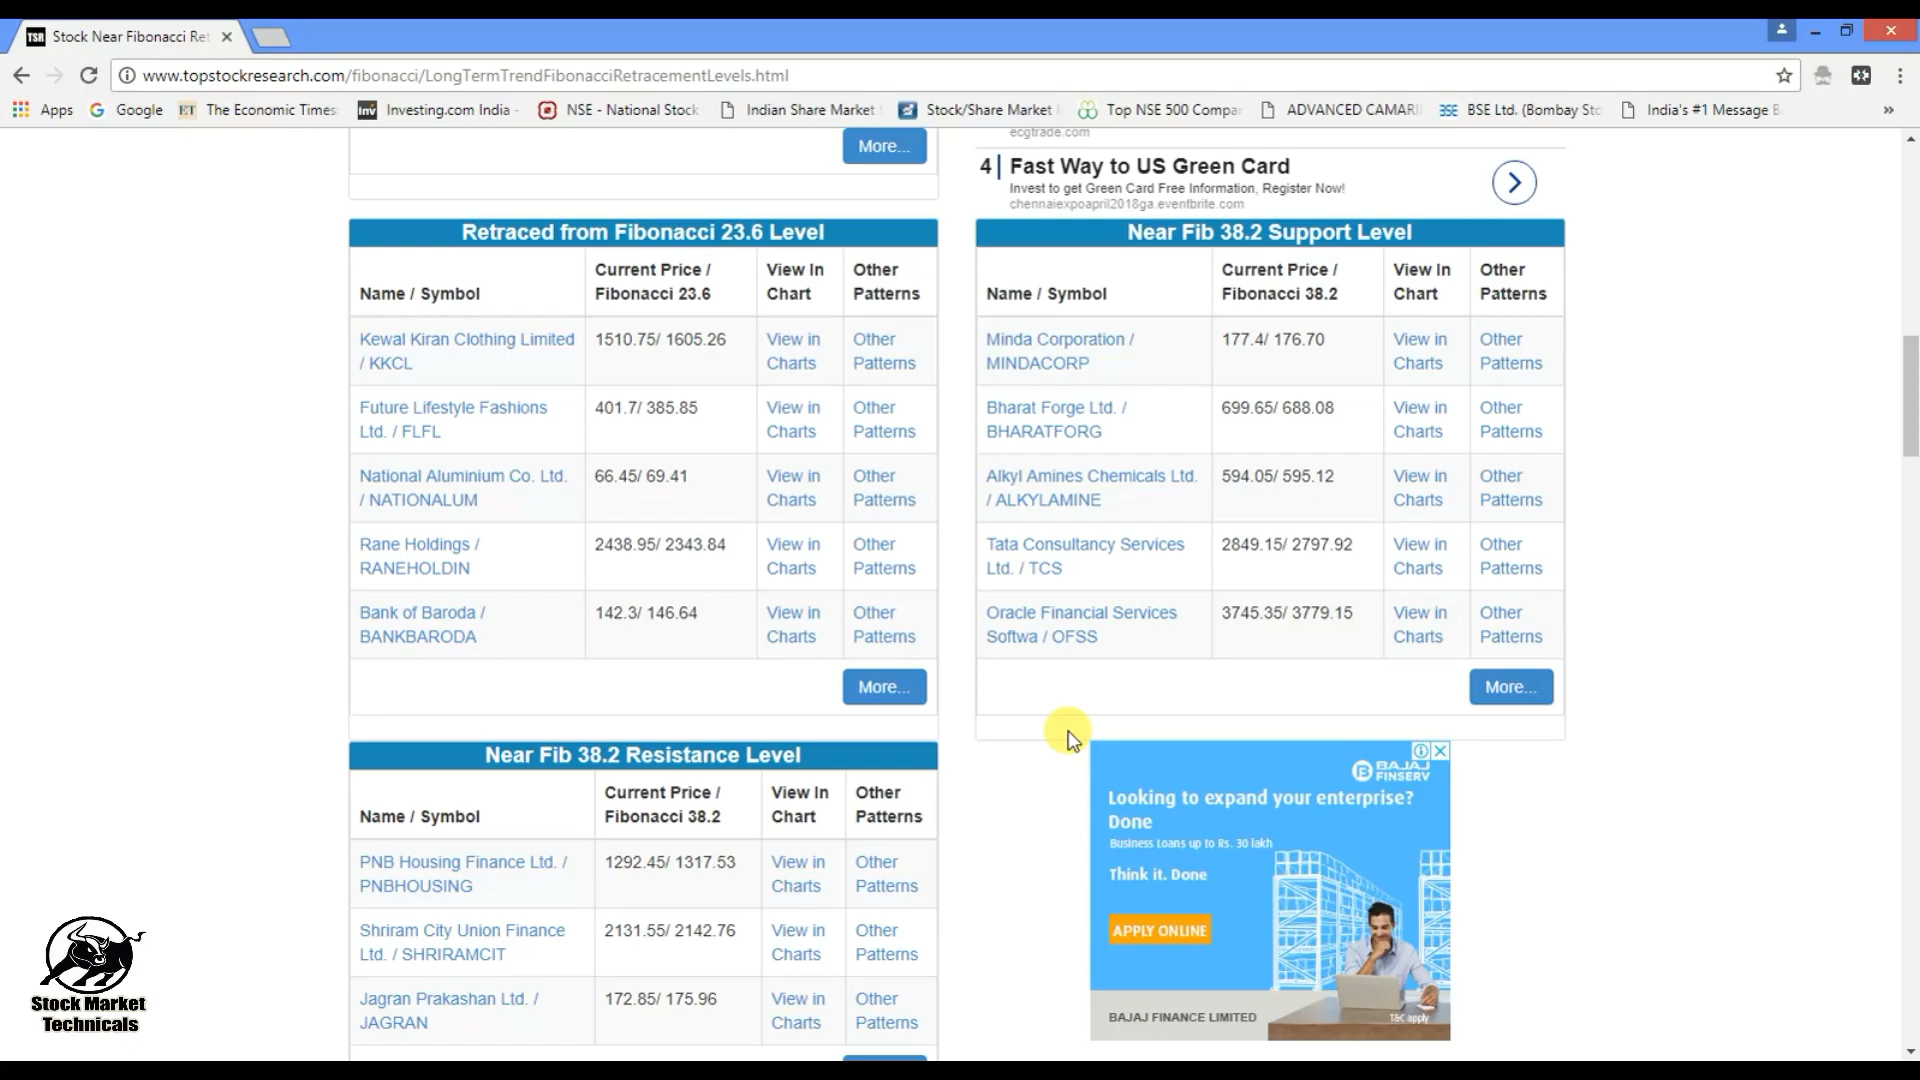 TSR Stock Near Fibonacci Ret
www.topstockresearch.com/fibonacci/LongTermTrendFibonacciRetracementLevels.html
Apps
Google
ET The Economic Times:
Inv Investing.com India -
NSE - National Stock
Indian Share Market
Stock/Share Market
Top NSE 500 Compa
ADVANCED CAMARI
BSE BSE Ltd. (Bombay Sto
India's #1 Message B
»
More...
ecgtrade.com
4 Fast Way to US Green Card
Invest to get Green Card Free Information, Register Now!
chennaiexpoapril2018ga.eventbrite.com
Retraced from Fibonacci 23.6 Level
Name / Symbol
Current Price /
Fibonacci 23.6
View In
Chart
Other
Patterns
Kewal Kiran Clothing Limited
/ KKCL
1510.75/ 1605.26
View in
Charts
Other
Patterns
Future Lifestyle Fashions
Ltd. / FLFL
401.7/ 385.85
View in
Charts
Other
Patterns
National Aluminium Co. Ltd.
/ NATIONALUM
66.45/ 69.41
View in
Charts
Other
Patterns
Rane Holdings /
RANEHOLDIN
2438.95/ 2343.84
View in
Charts
Other
Patterns
Bank of Baroda /
BANKBARODA
142.3/ 146.64
View in
Charts
Other
Patterns
More...
Near Fib 38.2 Support Level
Name / Symbol
Current Price /
Fibonacci 38.2
View In
Chart
Other
Patterns
Minda Corporation /
MINDACORP
177.4/ 176.70
View in
Charts
Other
Patterns
Bharat Forge Ltd. /
BHARATFORG
699.65/ 688.08
View in
Charts
Other
Patterns
Alkyl Amines Chemicals Ltd.
/ ALKYLAMINE
594.05/ 595.12
View in
Charts
Other
Patterns
Tata Consultancy Services
Ltd. / TCS
2849.15/ 2797.92
View in
Charts
Other
Patterns
Oracle Financial Services
Softwa / OFSS
3745.35/ 3779.15
View in
Charts
Other
Patterns
More...
Near Fib 38.2 Resistance Level
Name / Symbol
Current Price /
Fibonacci 38.2
View In
Chart
Other
Patterns
PNB Housing Finance Ltd. /
PNBHOUSING
1292.45/ 1317.53
View in
Charts
Other
Patterns
Shriram City Union Finance
Ltd. / SHRIRAMCIT
2131.55/ 2142.76
View in
Charts
Other
Patterns
Jagran Prakashan Ltd. /
JAGRAN
172.85/ 175.96
View in
Charts
Other
Patterns
BAJAJ
FINSERV
Looking to expand your enterprise?
Done
Business Loans up to Rs. 30 lakh
Think it. Done
APPLY ONLINE
BAJAJ FINANCE LIMITED
T&C apply
Stock Market
Technicals